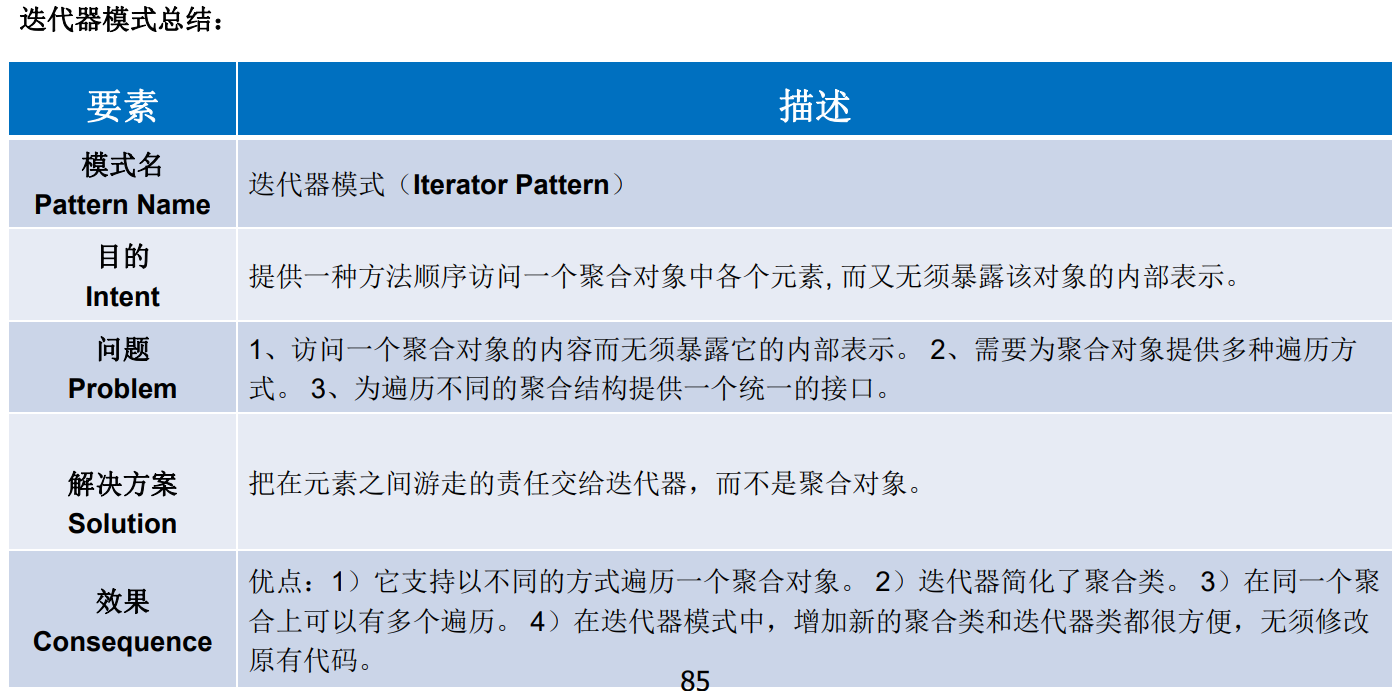 迭代器模式总结：
要素
描述
模式名
Pattern Name
迭代器模式（Iterator Pattern）
目的
Intent
提供一种方法顺序访问一个聚合对象中各个元素, 而又无须暴露该对象的内部表示。
问题
Problem
1、访问一个聚合对象的内容而无须暴露它的内部表示。 2、需要为聚合对象提供多种遍历方
式。 3、为遍历不同的聚合结构提供一个统一的接口。
解决方案
Solution
把在元素之间游走的责任交给迭代器，而不是聚合对象。
效果
Consequence
优点：1）它支持以不同的方式遍历一个聚合对象。 2）迭代器简化了聚合类。 3）在同一个聚
合上可以有多个遍历。 4）在迭代器模式中，增加新的聚合类和迭代器类都很方便，无须修改
原有代码。
85